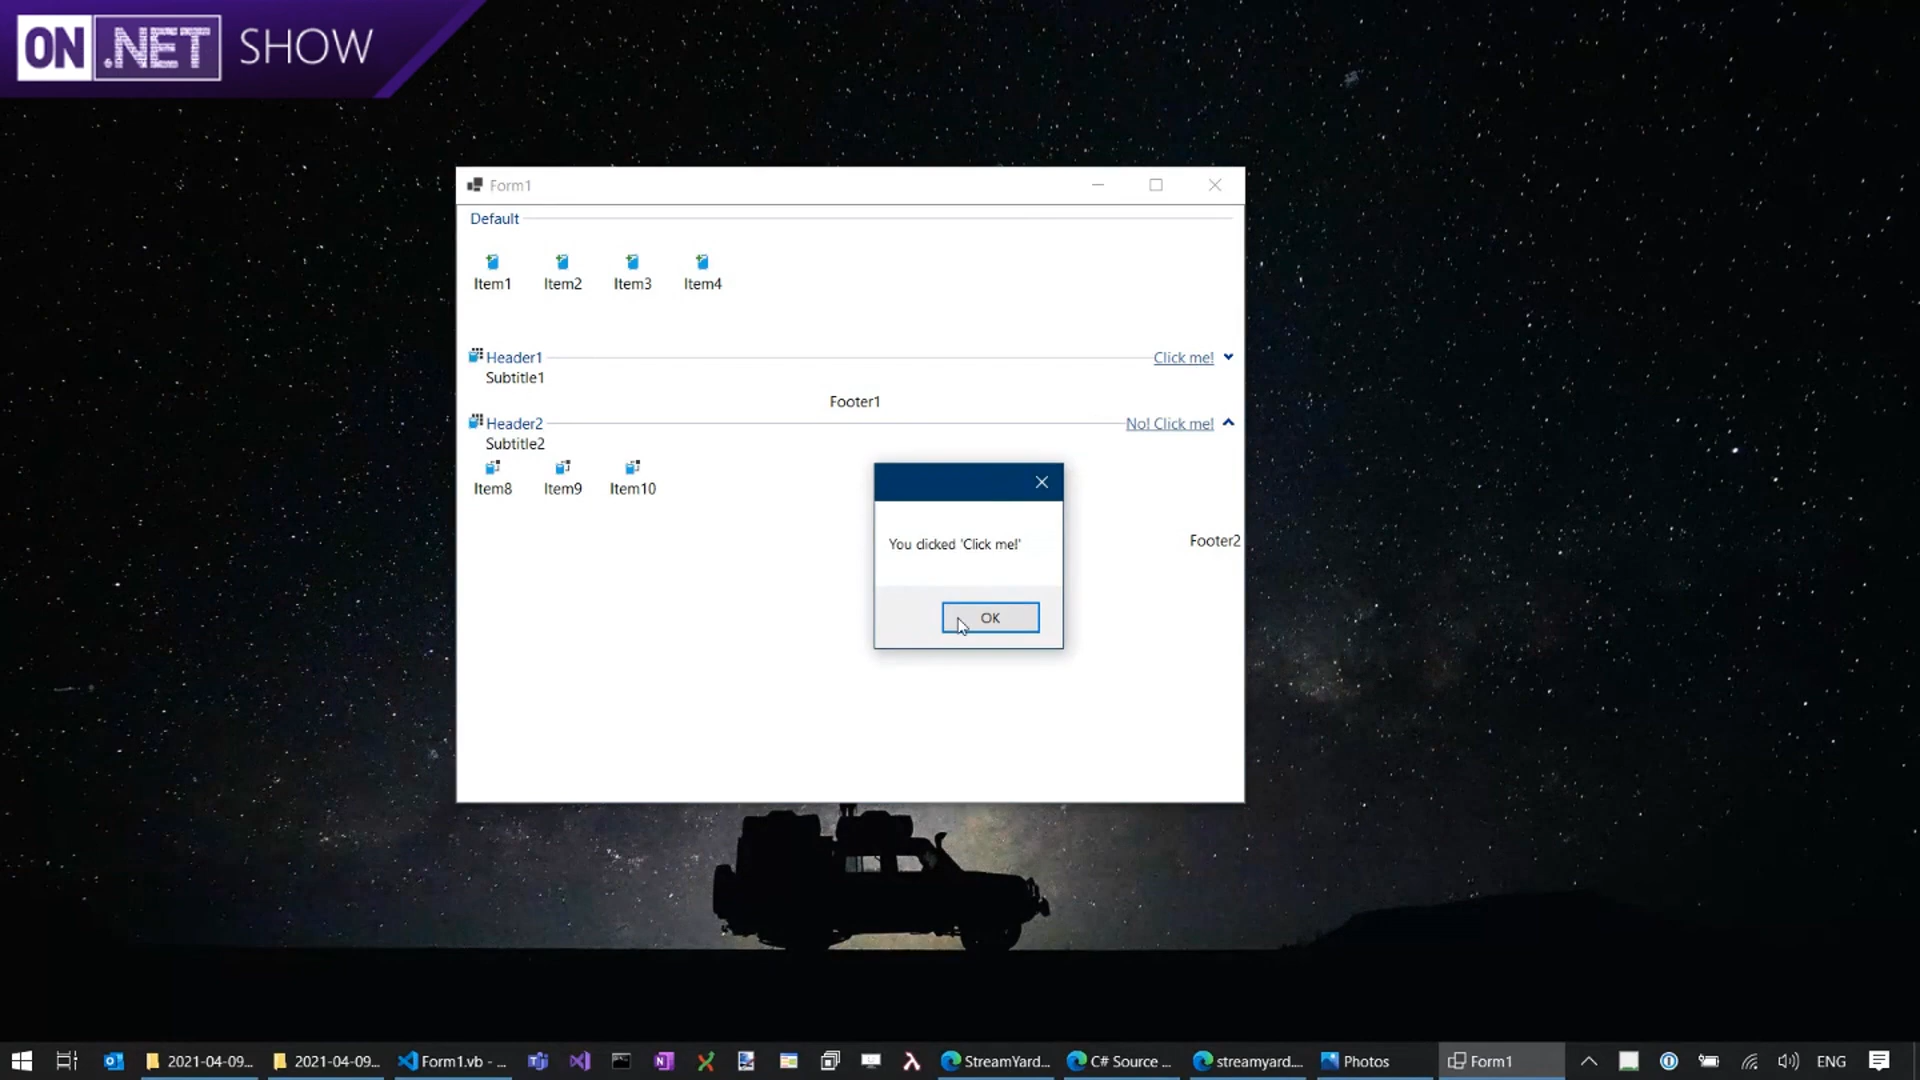 ON .NET SHOW
Form1
Default
Item1 Item2 Item3 Item4
Header1 Click me!
Subtitle1
Footer1
Header2 No! Click me!
Subtitle2
Item8 Item9 Item10
You clicked 'Click me!'
Footer2
OK
2021-04-09... 2021-04-09... Form1.vb - ... StreamYard... C# Source ... streamyard.... Photos Form1 ENG